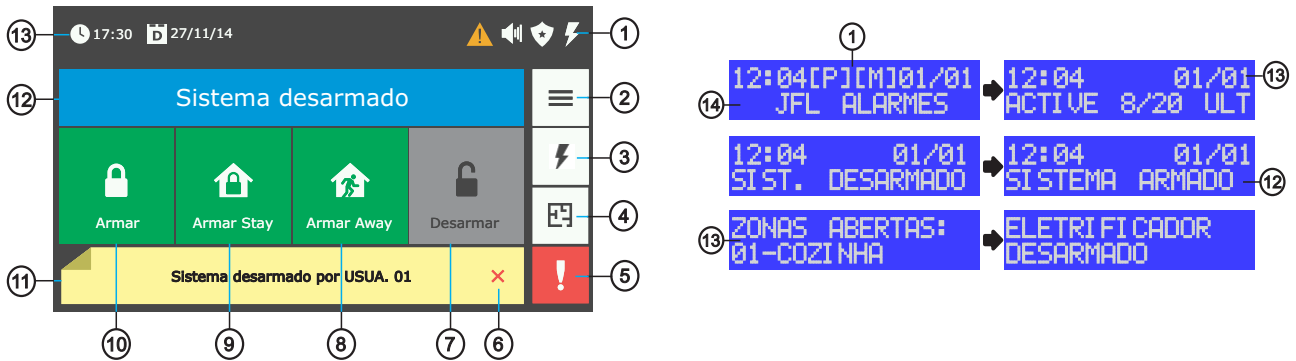 13 17:30 D 27/11/14 1
12 Sistema desarmado 2
3
Armar Armar Stay Armar Away Desarmar
4
11 Sistema desarmado por USUA. 01 5
10 9 8 7 6
1
12:04[P][M]01/01
14 JFL ALARMES
12:04 01/01 13
ACTIVE 8/20 ULT
12:04 01/01
SIST. DESARMADO
12:04 01/01
SISTEMA ARMADO 12
ZONAS ABERTAS:
13 01-COZINHA
ELETRIFICADOR
DESARMADO